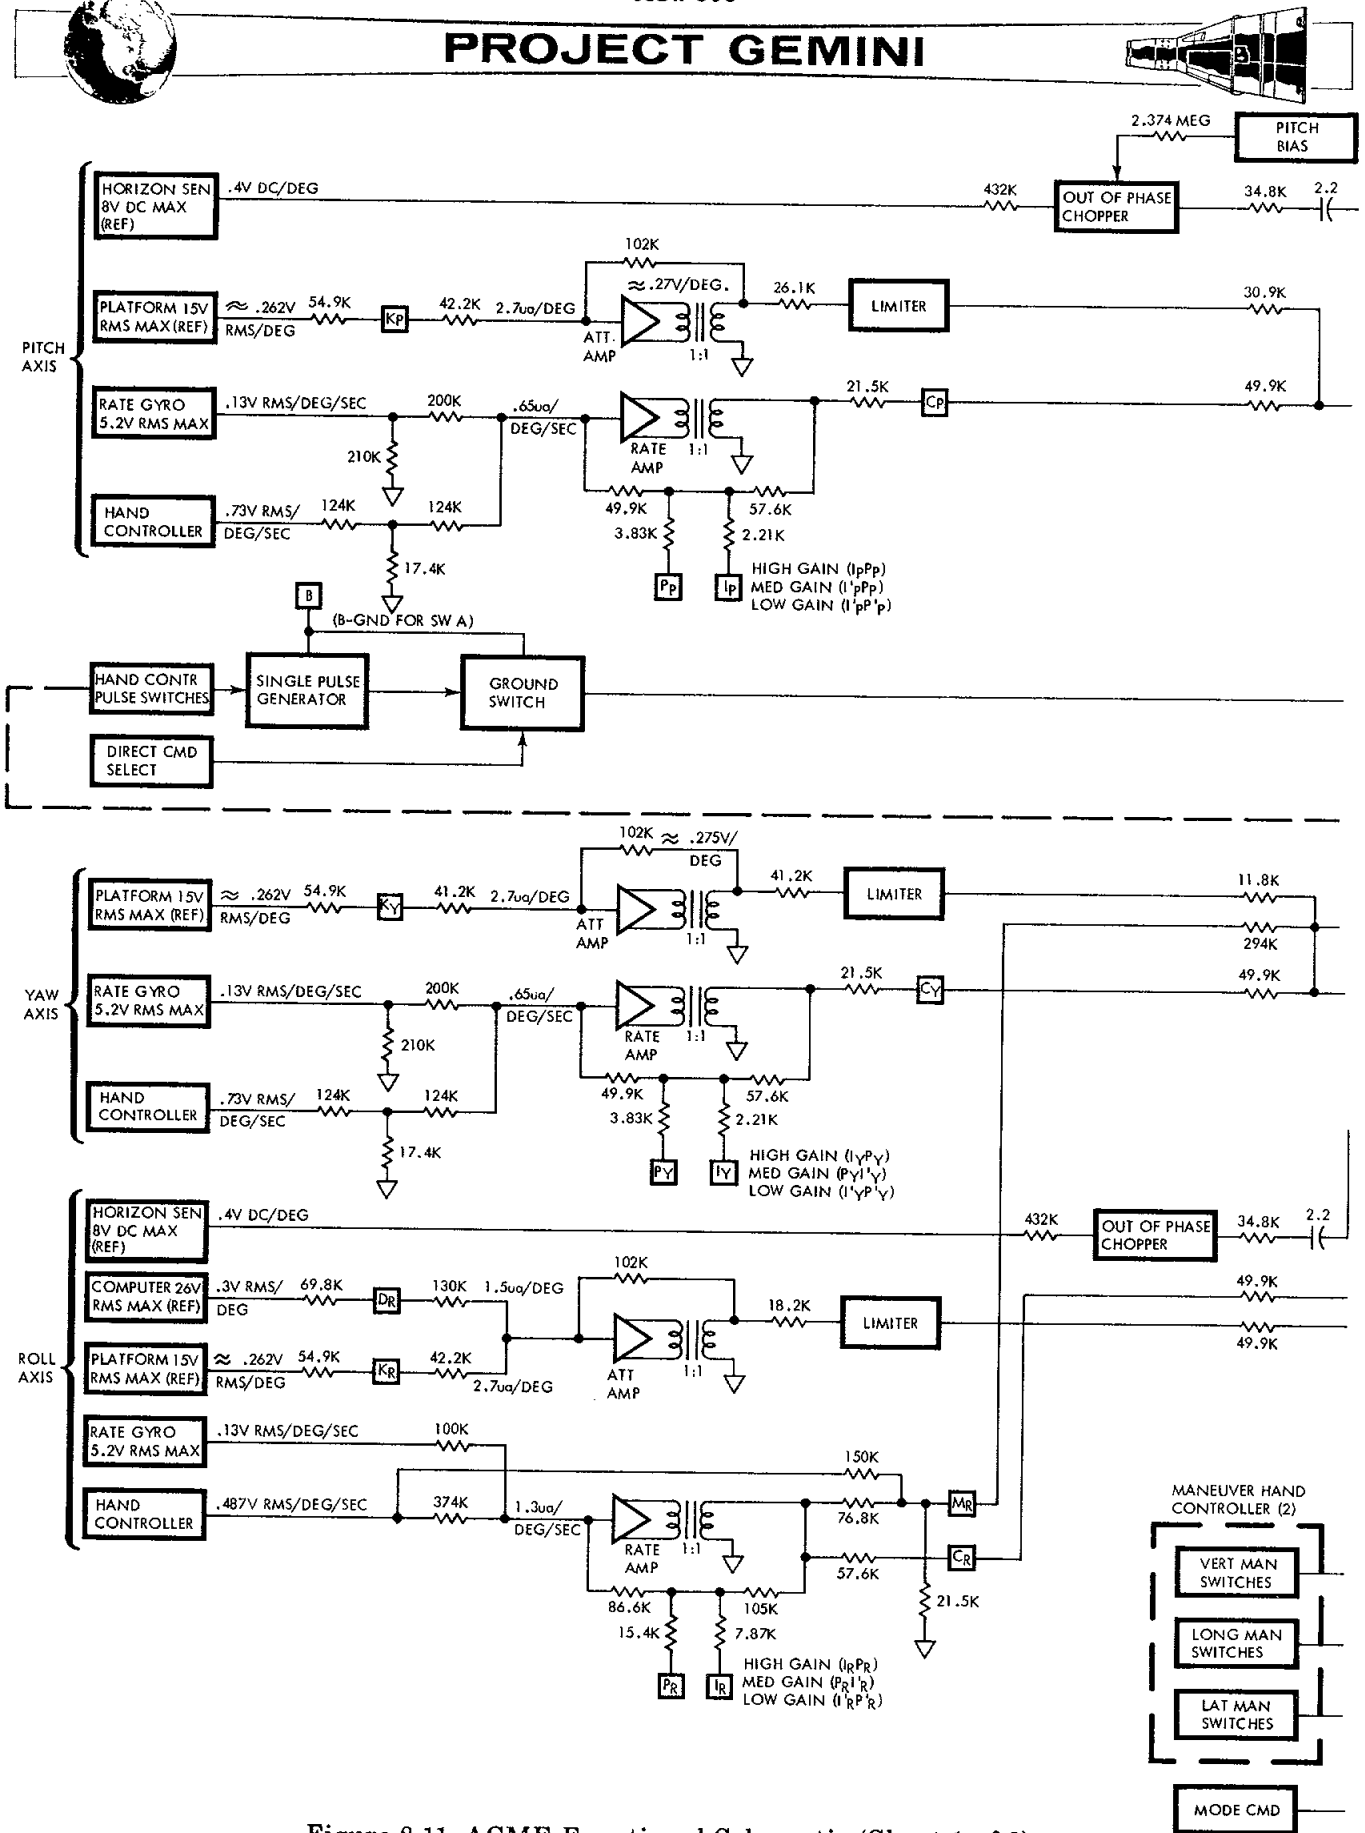 PROJECT GEMINI
2.374 MEG
PITCH
BIAS
PITCH
AXIS
HORIZON SEN
8V DC MAX
(REF)
.4V DC/DEG
432K
OUT OF PHASE
CHOPPER
34.8K
2.2
102K
≈ .27V/DEG.
PLATFORM 15V
RMS MAX (REF)
≈ .262V
RMS/DEG
54.9K
KP
42.2K
2.7ua/DEG
ATT
AMP
1:1
26.1K
LIMITER
30.9K
RATE GYRO
5.2V RMS MAX
.13V RMS/DEG/SEC
200K
210K
.65ua/
DEG/SEC
RATE
AMP
1:1
21.5K
CP
49.9K
HAND
CONTROLLER
.73V RMS/
DEG/SEC
124K
124K
17.4K
49.9K
57.6K
3.83K
2.21K
PP
IP
HIGH GAIN (IPPP)
MED GAIN (I'PPP)
LOW GAIN (I'PP'P)
B
(B-GND FOR SW A)
HAND CONTR
PULSE SWITCHES
SINGLE PULSE
GENERATOR
GROUND
SWITCH
DIRECT CMD
SELECT
YAW
AXIS
102K ≈ .275V/
DEG
PLATFORM 15V
RMS MAX (REF)
≈ .262V
RMS/DEG
54.9K
KY
41.2K
2.7ua/DEG
ATT
AMP
1:1
41.2K
LIMITER
11.8K
294K
RATE GYRO
5.2V RMS MAX
.13V RMS/DEG/SEC
200K
210K
.65ua/
DEG/SEC
RATE
AMP
1:1
21.5K
CY
49.9K
HAND
CONTROLLER
.73V RMS/
DEG/SEC
124K
124K
17.4K
49.9K
57.6K
3.83K
2.21K
PY
IY
HIGH GAIN (IYPY)
MED GAIN (PYI'Y)
LOW GAIN (I'YP'Y)
ROLL
AXIS
HORIZON SEN
8V DC MAX
(REF)
.4V DC/DEG
432K
OUT OF PHASE
CHOPPER
34.8K
2.2
COMPUTER 26V
RMS MAX (REF)
.3V RMS/
DEG
69.8K
DR
130K
1.5ua/DEG
102K
18.2K
LIMITER
49.9K
49.9K
PLATFORM 15V
RMS MAX (REF)
≈ .262V
RMS/DEG
54.9K
KR
42.2K
2.7ua/DEG
ATT
AMP
1:1
RATE GYRO
5.2V RMS MAX
.13V RMS/DEG/SEC
100K
150K
HAND
CONTROLLER
.487V RMS/DEG/SEC
374K
1.3ua/
DEG/SEC
RATE
AMP
1:1
76.8K
MR
57.6K
CR
21.5K
86.6K
105K
15.4K
7.87K
PR
IR
HIGH GAIN (IRPR)
MED GAIN (PRI'R)
LOW GAIN (I'RP'R)
MANEUVER HAND
CONTROLLER (2)
VERT MAN
SWITCHES
LONG MAN
SWITCHES
LAT MAN
SWITCHES
MODE CMD